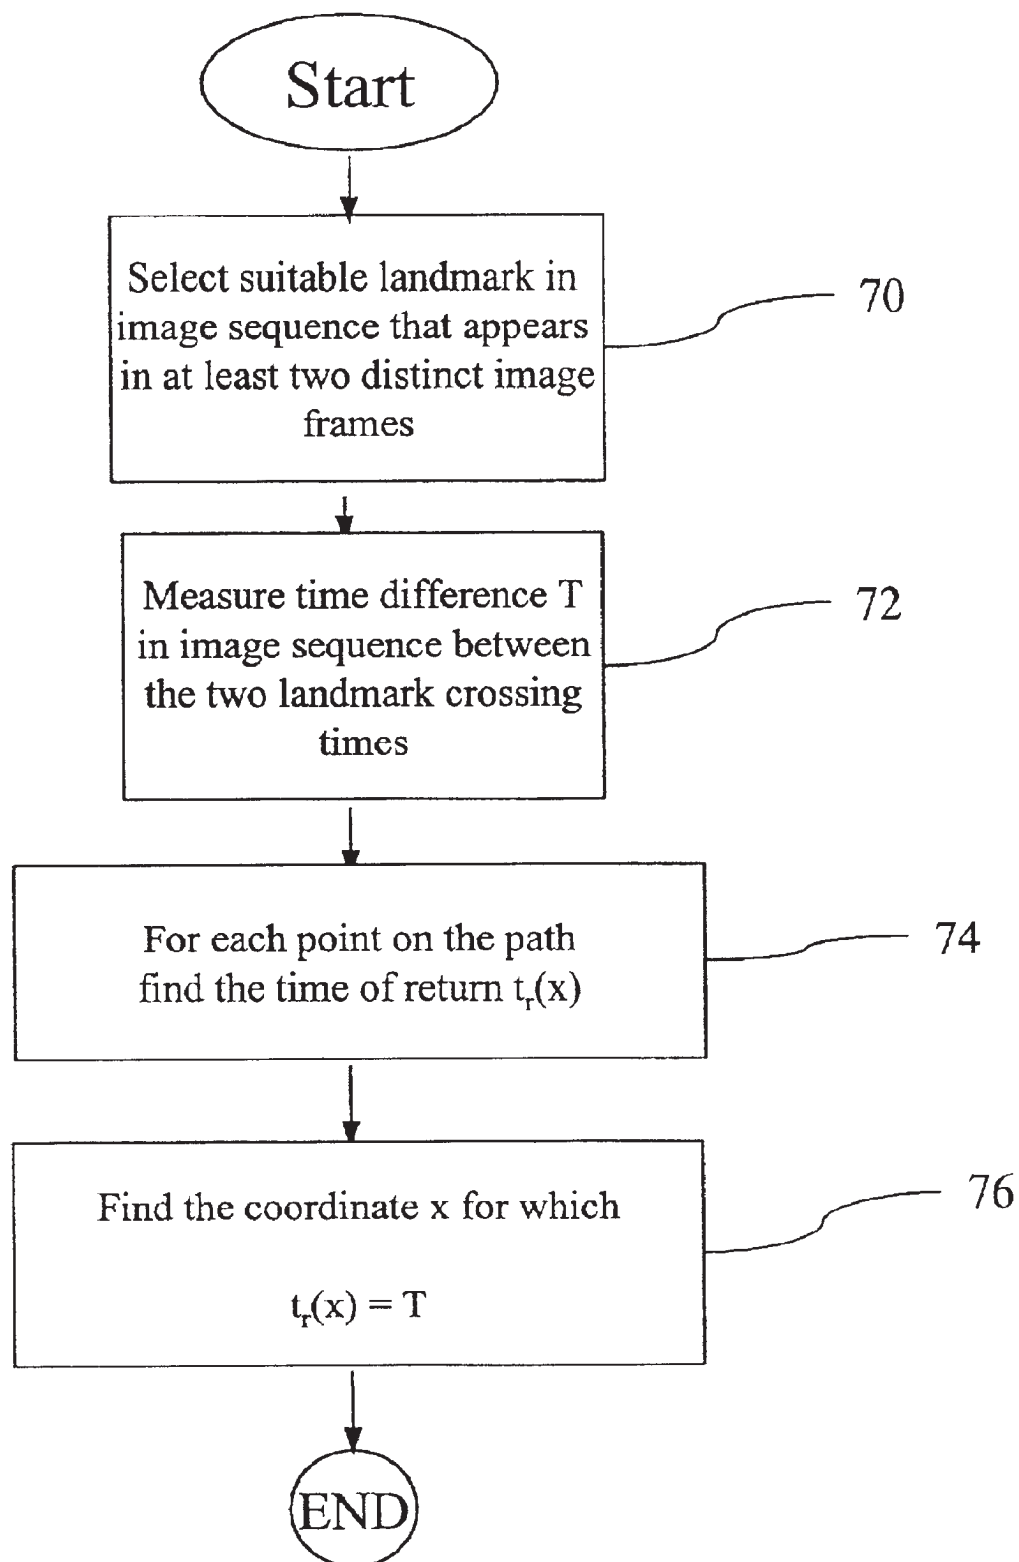 Start
Select suitable landmark in
image sequence that appears
in at least two distinct image
frames
70
Measure time difference T
in image sequence between
the two landmark crossing
times
72
For each point on the path
find the time of return tᵣ(x)
74
Find the coordinate x for which
tᵣ(x) = T
76
END